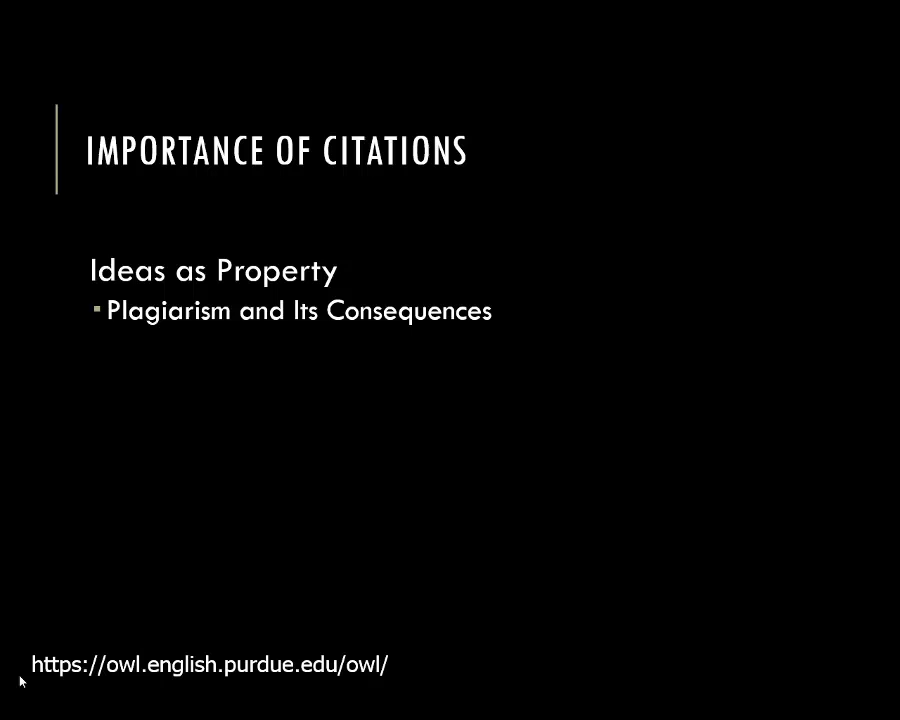 IMPORTANCE OF CITATIONS
Ideas as Property
▪ Plagiarism and Its Consequences
https://owl.english.purdue.edu/owl/